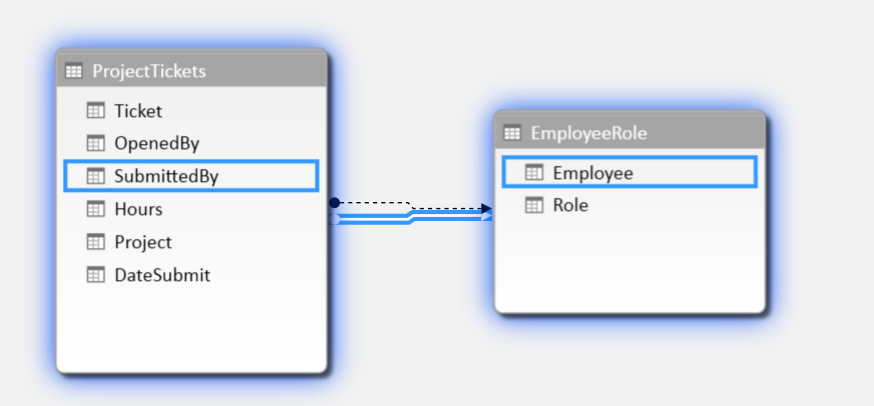 ProjectTickets
Ticket
OpenedBy
SubmittedBy
Hours
Project
DateSubmit
EmployeeRole
Employee
Role